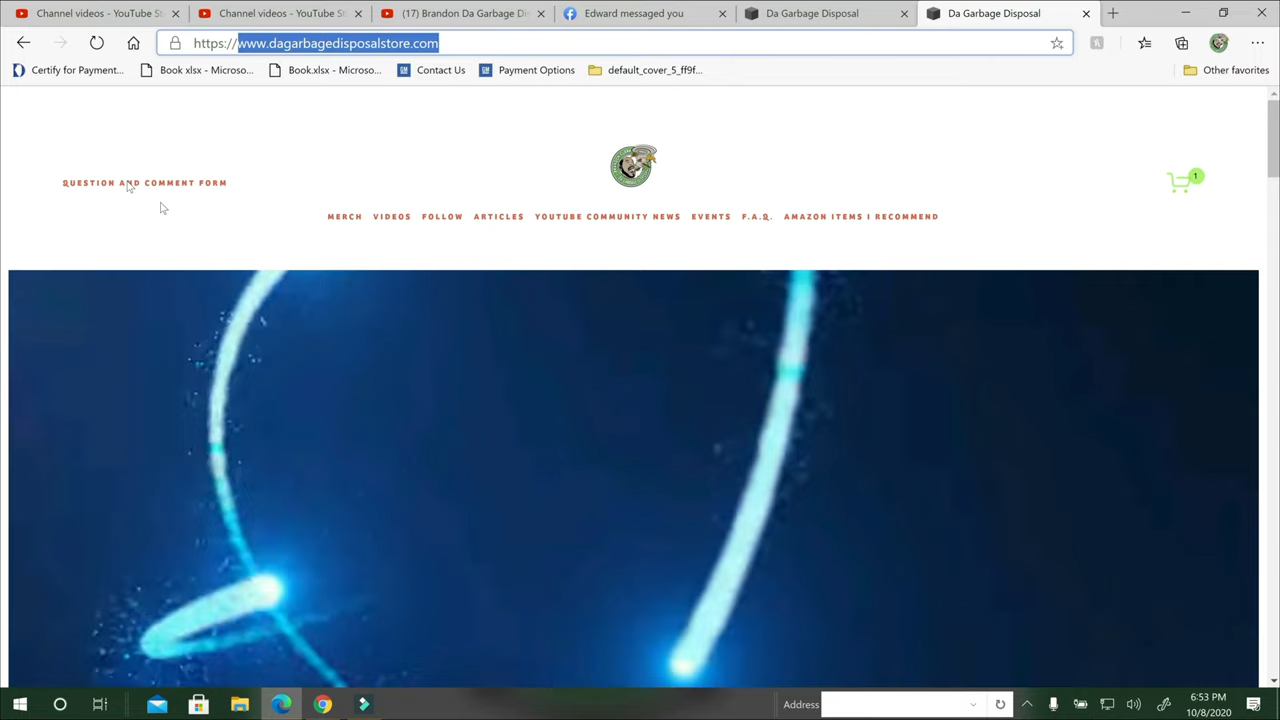 Channel videos - YouTube St
Channel videos - YouTube St
(17) Brandon Da Garbage Di
Edward messaged you
Da Garbage Disposal
Da Garbage Disposal
https://www.dagarbagedisposalstore.com
Certify for Payment...
Book xlsx - Microso...
Book.xlsx - Microso...
GM Contact Us
GM Payment Options
default_cover_5_ff9f...
Other favorites
QUESTION AND COMMENT FORM
1
MERCH VIDEOS FOLLOW ARTICLES YOUTUBE COMMUNITY NEWS EVENTS F.A.Q. AMAZON ITEMS I RECOMMEND
Address
6:53 PM
10/8/2020